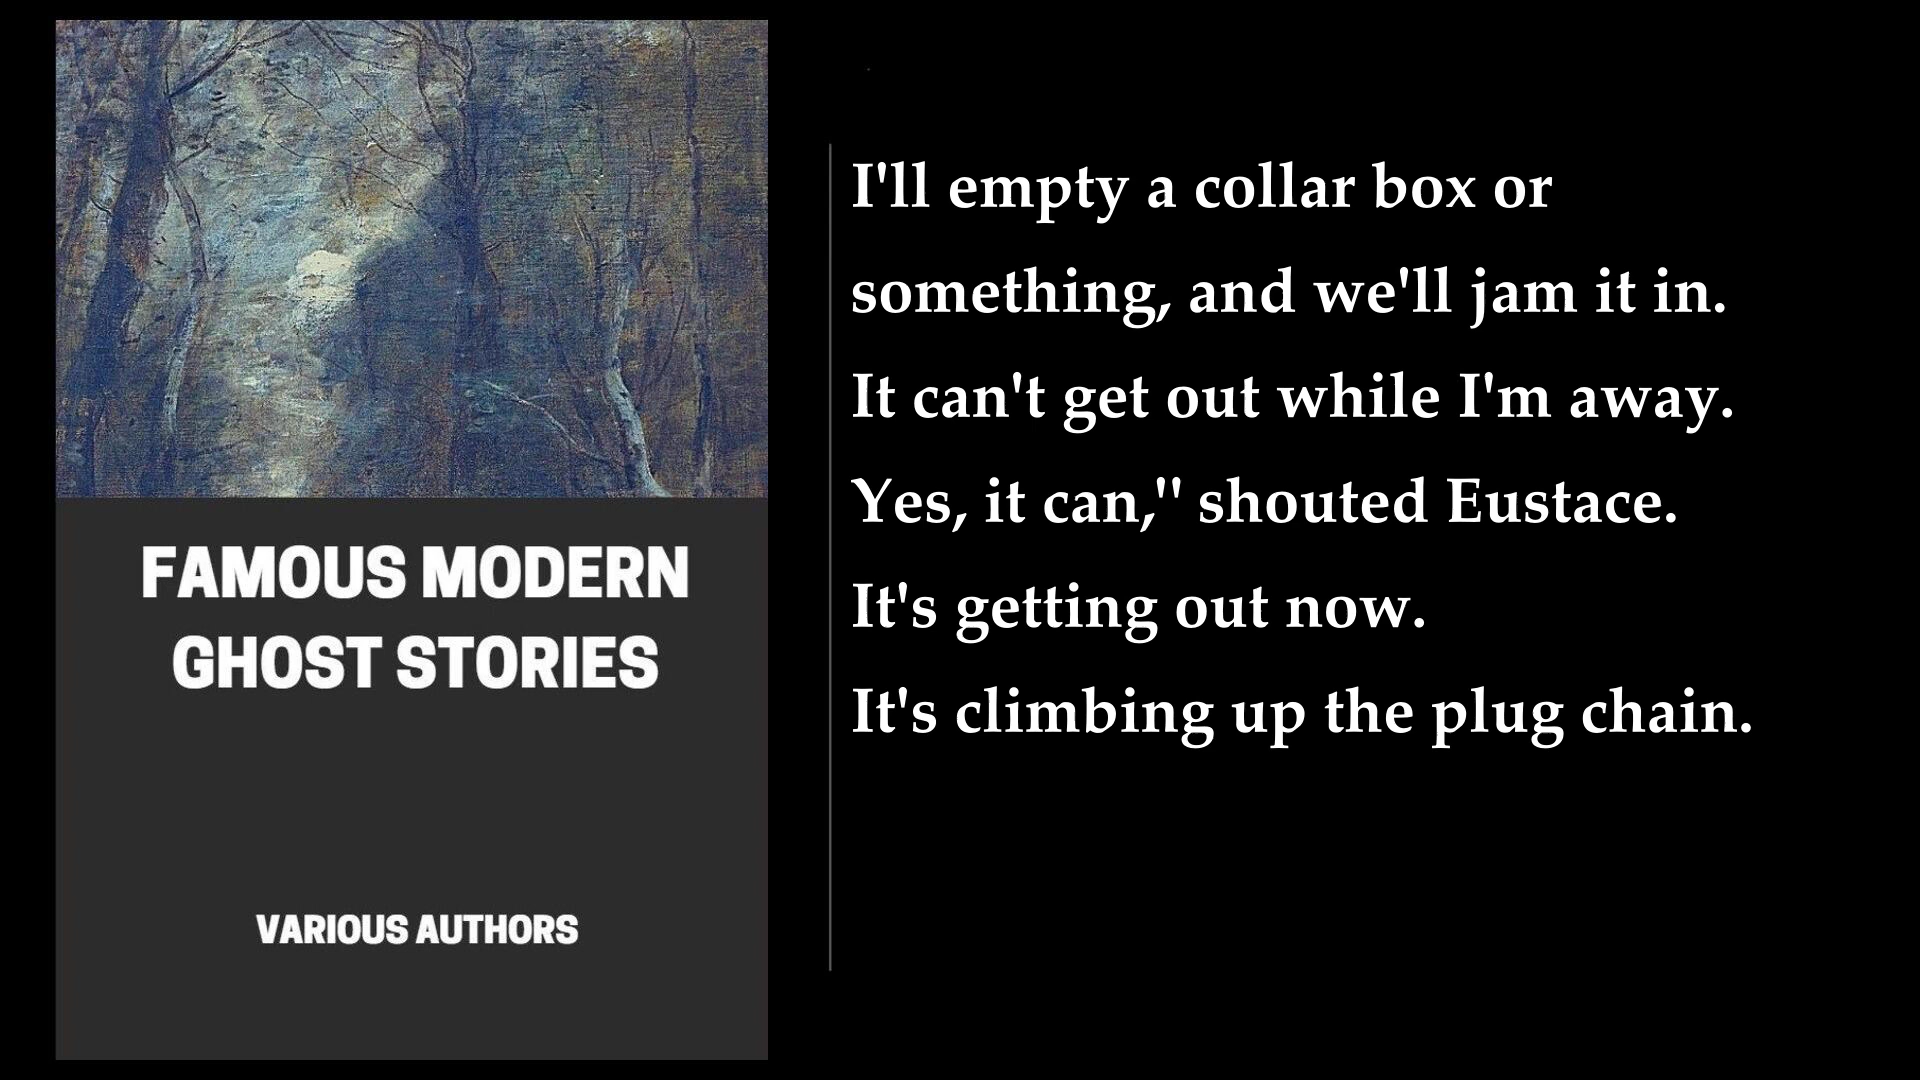 FAMOUS MODERN
GHOST STORIES
VARIOUS AUTHORS
I'll empty a collar box or
something, and we'll jam it in.
It can't get out while I'm away.
Yes, it can," shouted Eustace.
It's getting out now.
It's climbing up the plug chain.